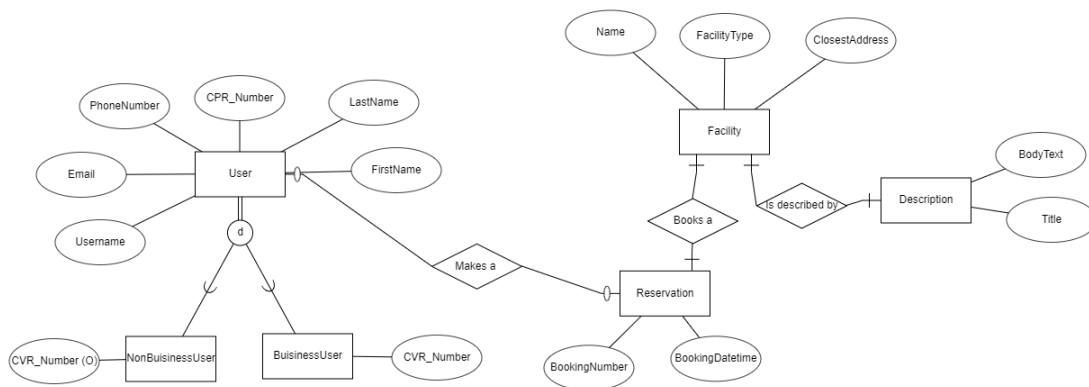 Name
FacilityType
ClosestAddress
PhoneNumber
CPR_Number
LastName
Facility
User
FirstName
Email
BodyText
Description
Is described by
Books a
Title
Username
d
Makes a
Reservation
CVR_Number (O)
NonBuisinessUser
BuisinessUser
CVR_Number
BookingNumber
BookingDatetime